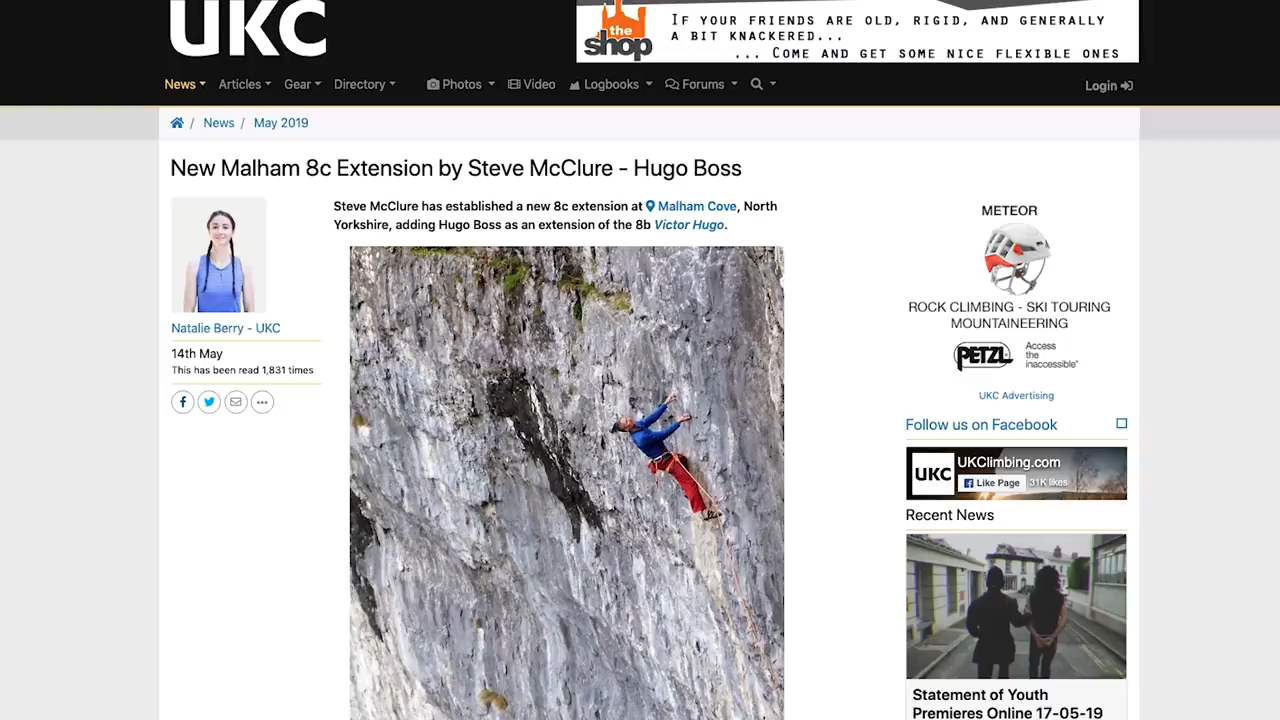 UKC
the
shop
If your friends are old, rigid, and generally
a bit knackered...
... Come and get some nice flexible ones
News Articles Gear Directory Photos Video Logbooks Forums Login
/ News / May 2019
New Malham 8c Extension by Steve McClure - Hugo Boss
Natalie Berry - UKC
14th May
This has been read 1,831 times
Steve McClure has established a new 8c extension at Malham Cove, North
Yorkshire, adding Hugo Boss as an extension of the 8b Victor Hugo.
METEOR
ROCK CLIMBING - SKI TOURING
MOUNTAINEERING
PETZL
Access
the
inaccessible®
UKC Advertising
Follow us on Facebook
UKC
UKClimbing.com
Like Page 31K likes
Recent News
Statement of Youth
Premieres Online 17-05-19